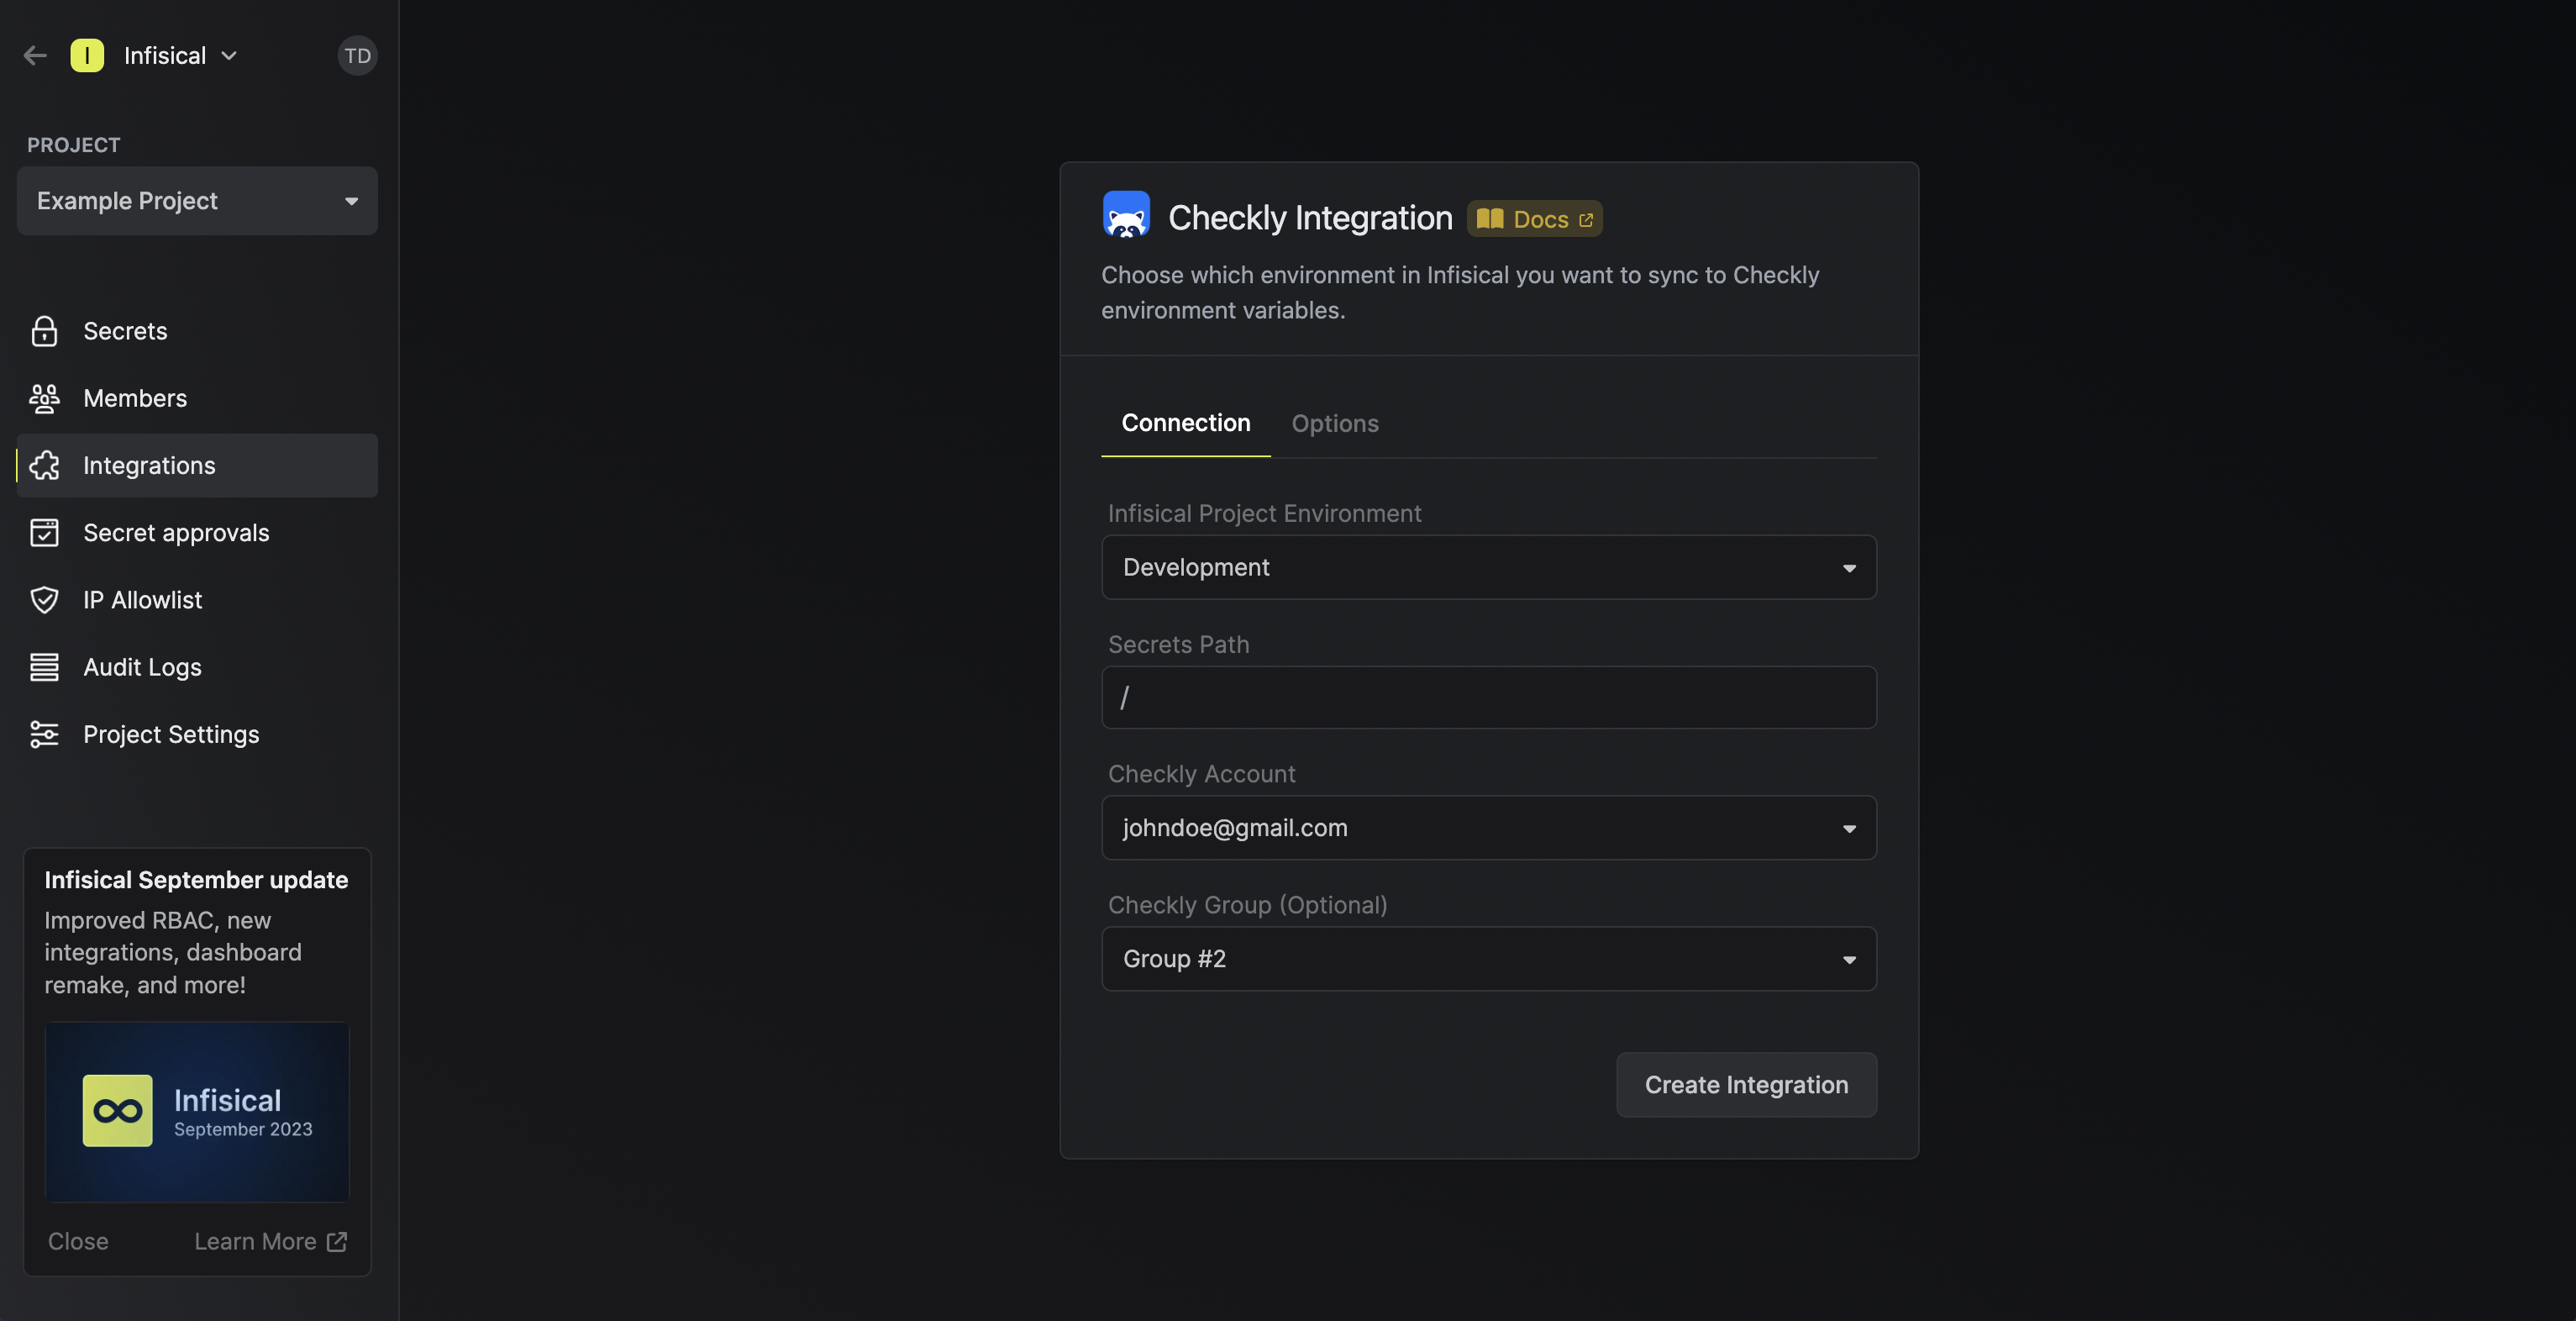 I Infisical
TD
PROJECT
Example Project
Secrets
Members
Integrations
Secret approvals
IP Allowlist
Audit Logs
Project Settings
Infisical September update
Improved RBAC, new
integrations, dashboard
remake, and more!
Infisical
September 2023
Close
Learn More
Checkly Integration
Docs
Choose which environment in Infisical you want to sync to Checkly
environment variables.
Connection
Options
Infisical Project Environment
Development
Secrets Path
/
Checkly Account
johndoe@gmail.com
Checkly Group (Optional)
Group #2
Create Integration